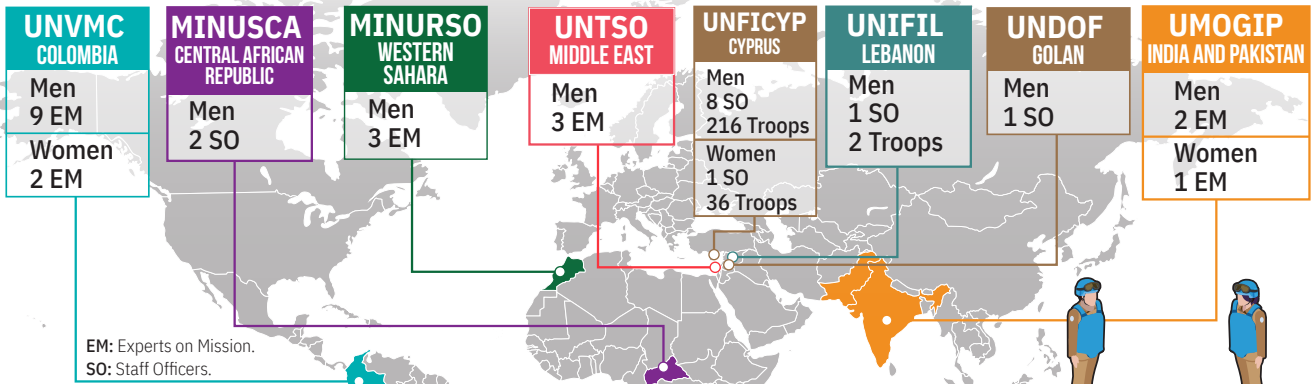 UNVMC
COLOMBIA
Men
9 EM
Women
2 EM
MINUSCA
CENTRAL AFRICAN
REPUBLIC
Men
2 SO
MINURSO
WESTERN
SAHARA
Men
3 EM
UNTSO
MIDDLE EAST
Men
3 EM
UNFICYP
CYPRUS
Men
8 SO
216 Troops
Women
1 SO
36 Troops
UNIFIL
LEBANON
Men
1 SO
2 Troops
UNDOF
GOLAN
Men
1 SO
UMOGIP
INDIA AND PAKISTAN
Men
2 EM
Women
1 EM
EM: Experts on Mission.
SO: Staff Officers.